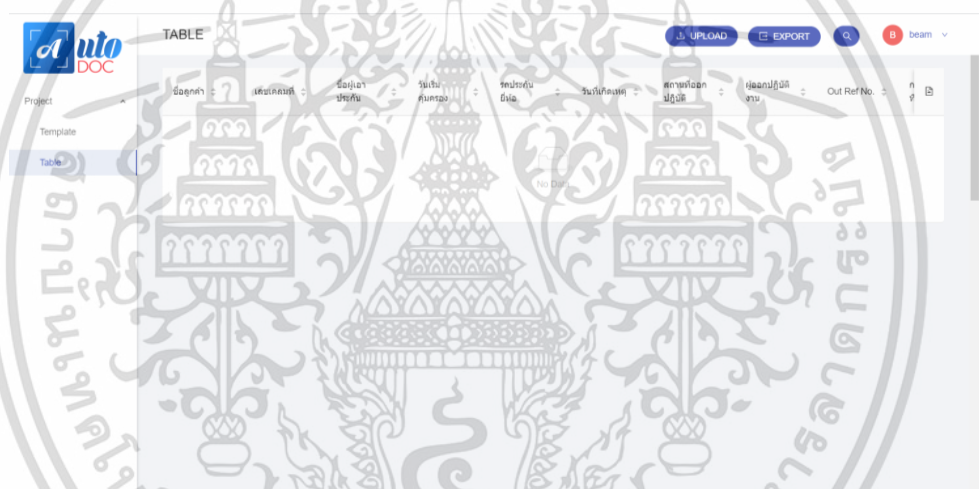 Auto
DOC
TABLE
UPLOAD
EXPORT
B
beam
Project
Template
Table
ชื่อลูกค้า
เลขเคลมที่
ชื่อผู้เอา
ประกัน
วันเริ่ม
คุ้มครอง
รถประกัน
ยี่ห้อ
วันที่เกิดเหตุ
สถานที่ออก
ปฏิบัติ
ผู้ออกปฏิบัติ
งาน
Out Ref No.
No Data